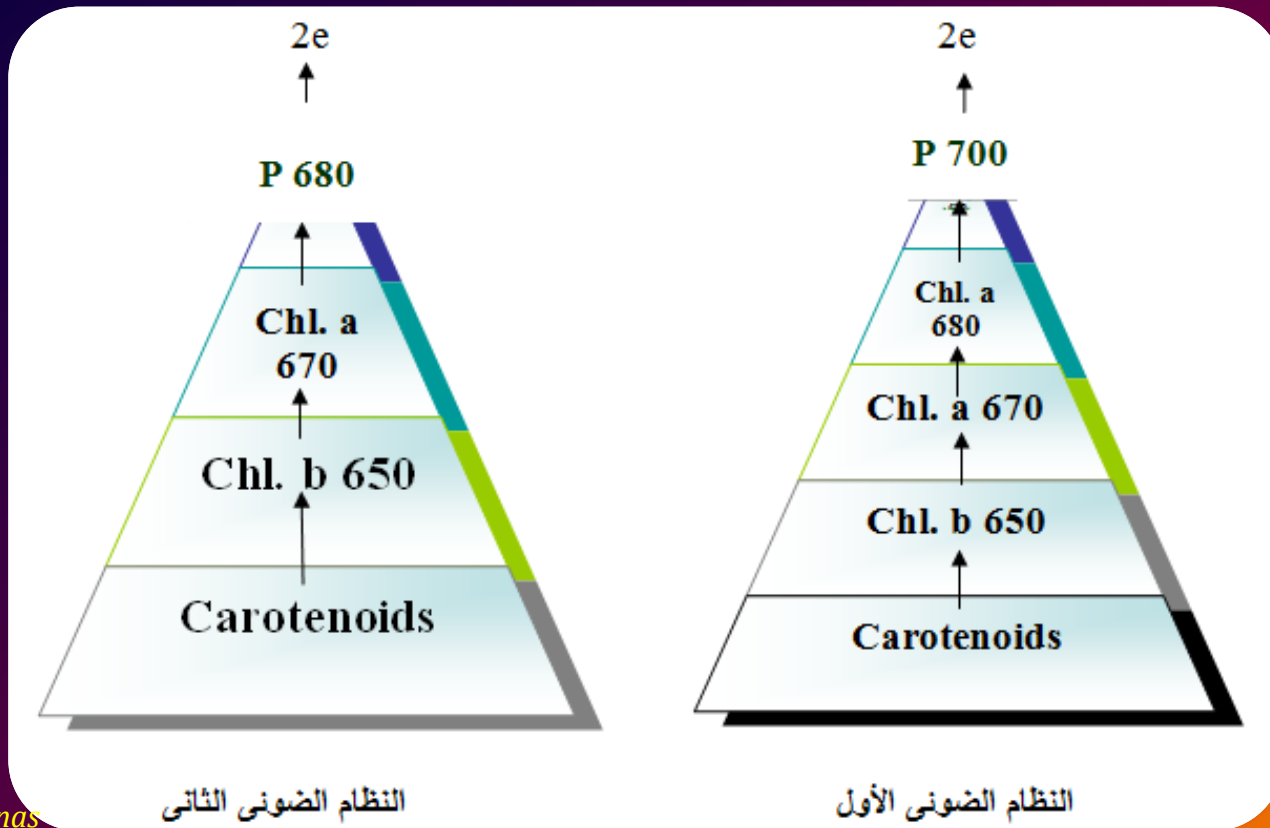 2e
P 680
Chl. a
670
Chl. b 650
Carotenoids
النظام الضوئى الثانى
2e
P 700
Chl. a
680
Chl. a 670
Chl. b 650
Carotenoids
النظام الضوئى الأول